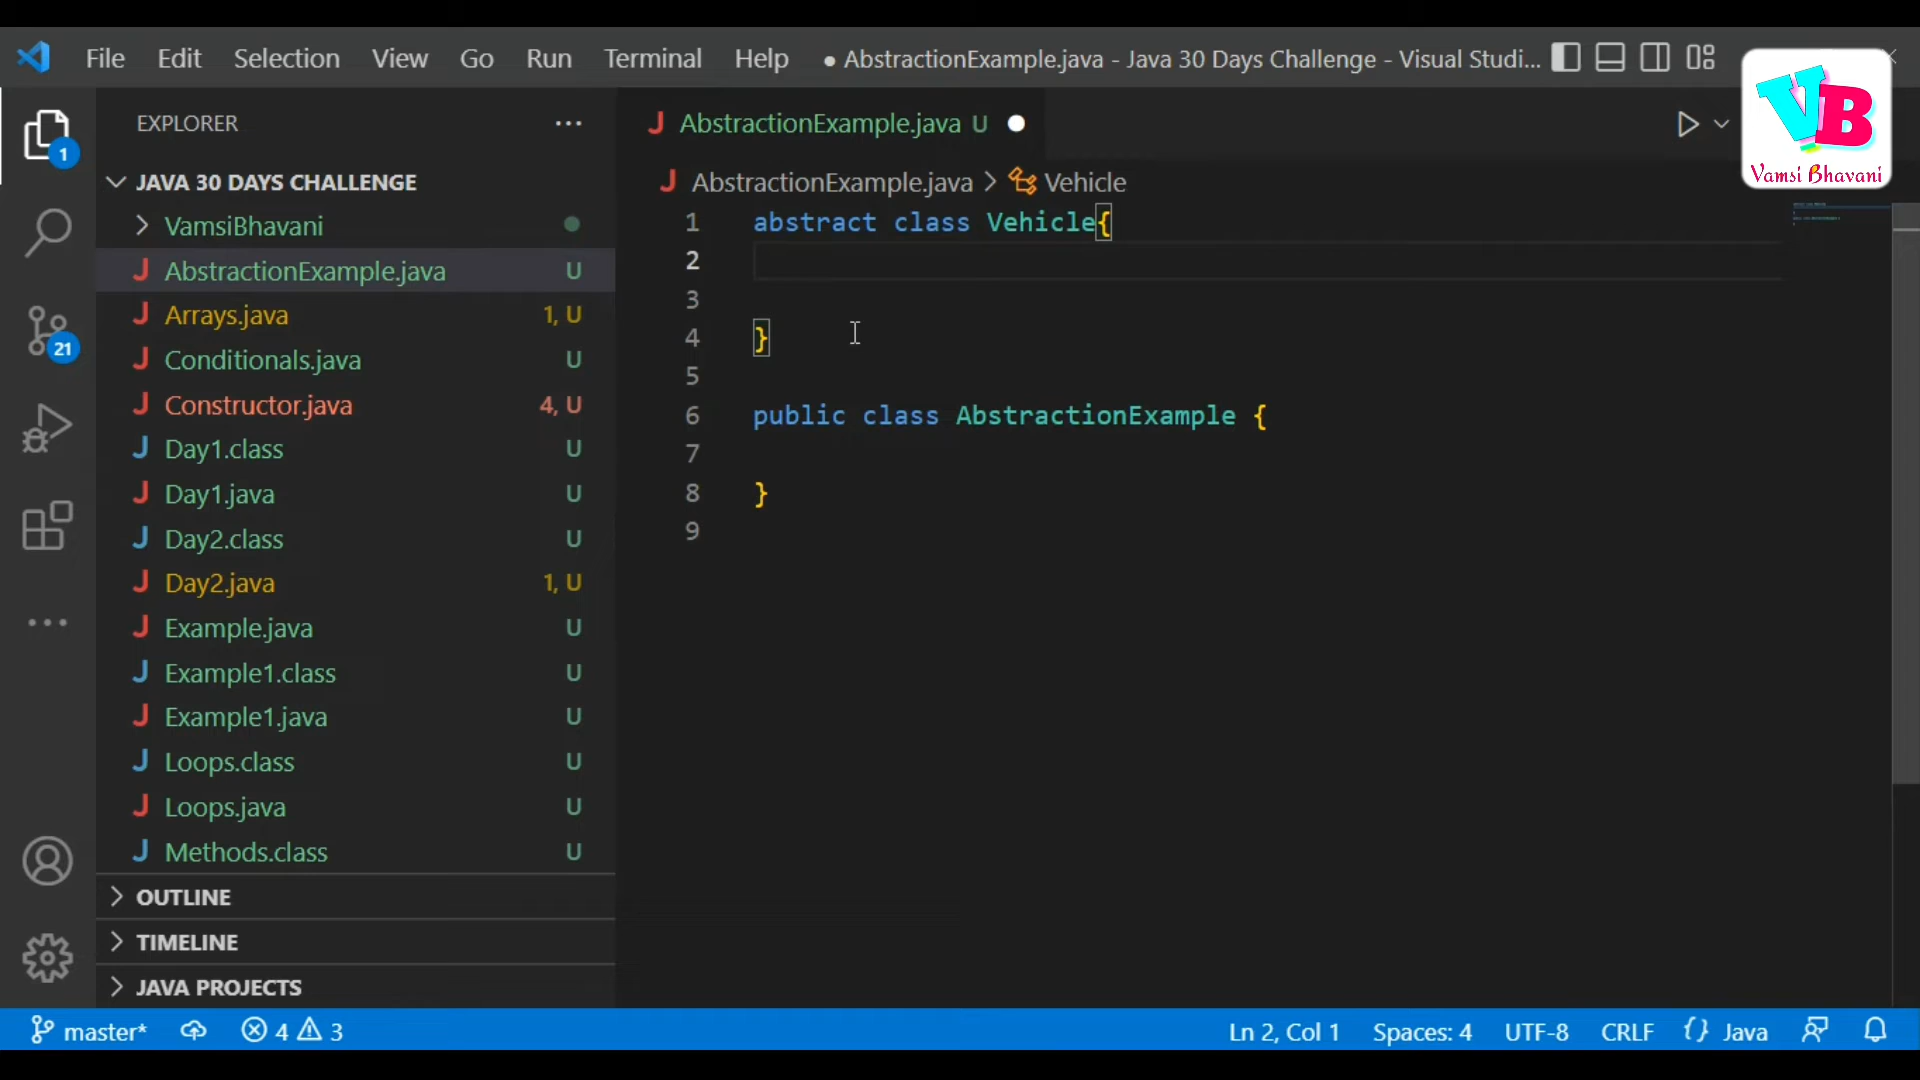 File Edit Selection View Go Run Terminal Help ● AbstractionExample.java - Java 30 Days Challenge - Visual Studi...
VB
Vamsi Bhavani
EXPLORER ...
AbstractionExample.java U
JAVA 30 DAYS CHALLENGE
AbstractionExample.java > Vehicle
VamsiBhavani
AbstractionExample.java U
Arrays.java 1, U
Conditionals.java U
Constructor.java 4, U
Day1.class U
Day1.java U
Day2.class U
Day2.java 1, U
Example.java U
Example1.class U
Example1.java U
Loops.class U
Loops.java U
Methods.class U
OUTLINE
TIMELINE
JAVA PROJECTS
1
21
1 abstract class Vehicle{
2
3
4 }
5
6 public class AbstractionExample {
7
8 }
9
master* 4 3 Ln 2, Col 1 Spaces: 4 UTF-8 CRLF {} Java